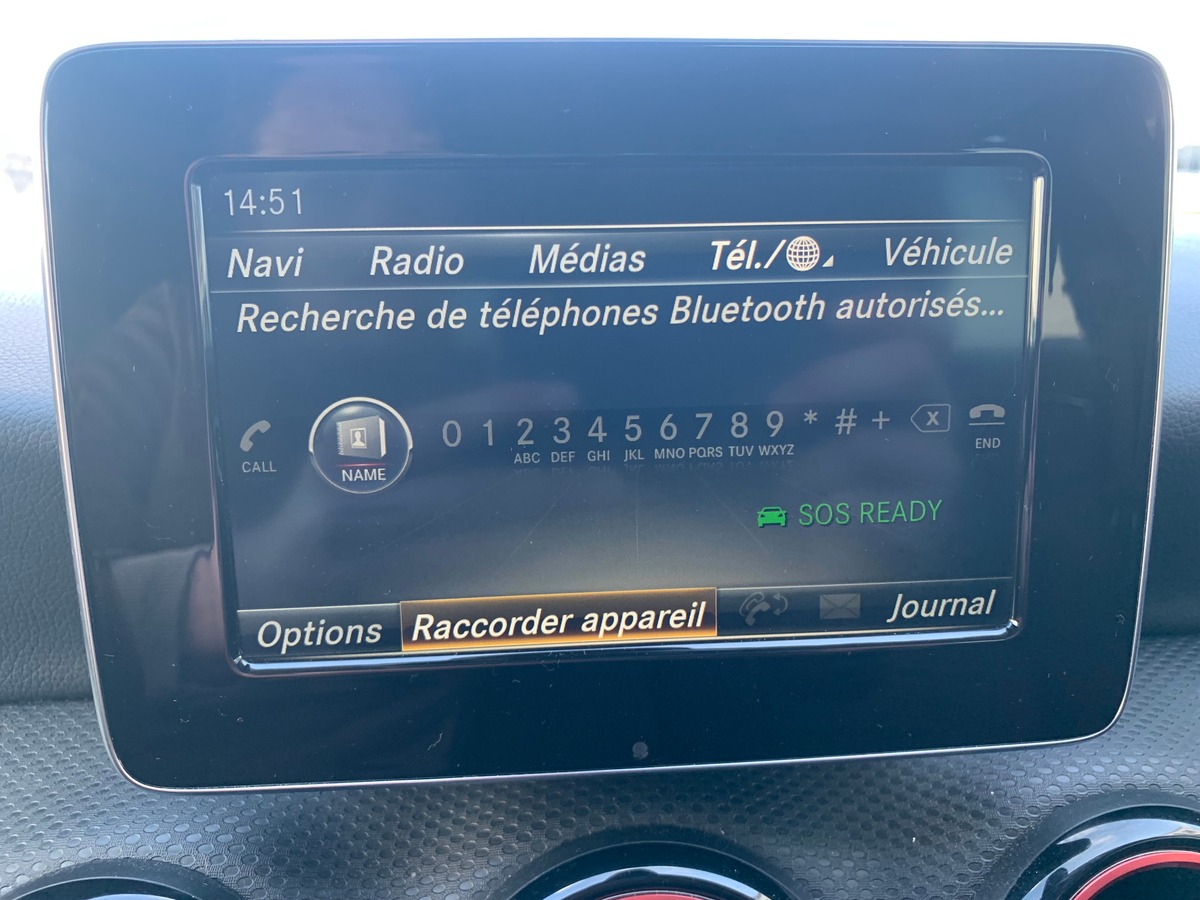 14:51
Navi Radio Médias Tél./ Véhicule
Recherche de téléphones Bluetooth autorisés...
CALL NAME 0 1 2 3 4 5 6 7 8 9 * # + X END
ABC DEF GHI JKL MNO PQRS TUV WXYZ
SOS READY
Options Raccorder appareil Journal